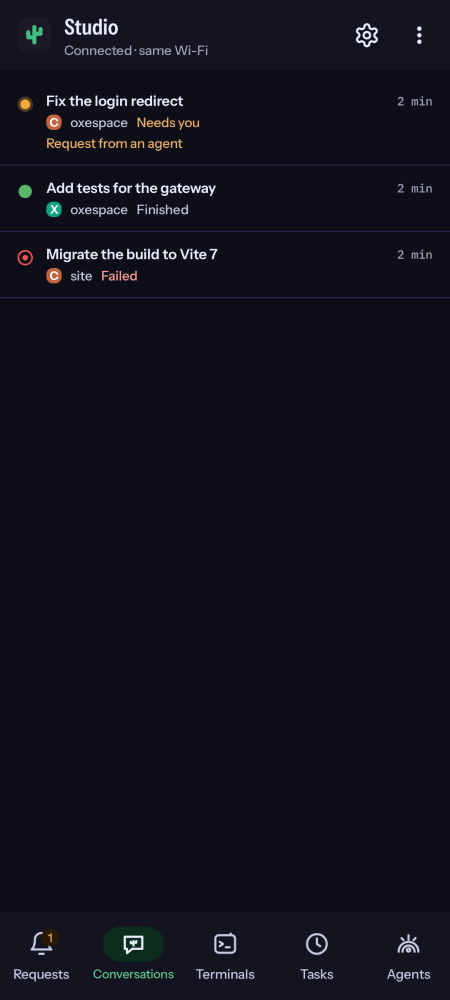 Studio
Connected · same Wi-Fi
Fix the login redirect 2 min
C oxespace Needs you
Request from an agent
Add tests for the gateway 2 min
X oxespace Finished
Migrate the build to Vite 7 2 min
C site Failed
1
Requests Conversations Terminals Tasks Agents